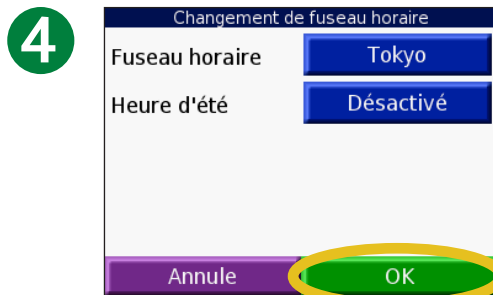 4
Changement de fuseau horaire
Fuseau horaire Tokyo
Heure d'été Désactivé
Annule OK